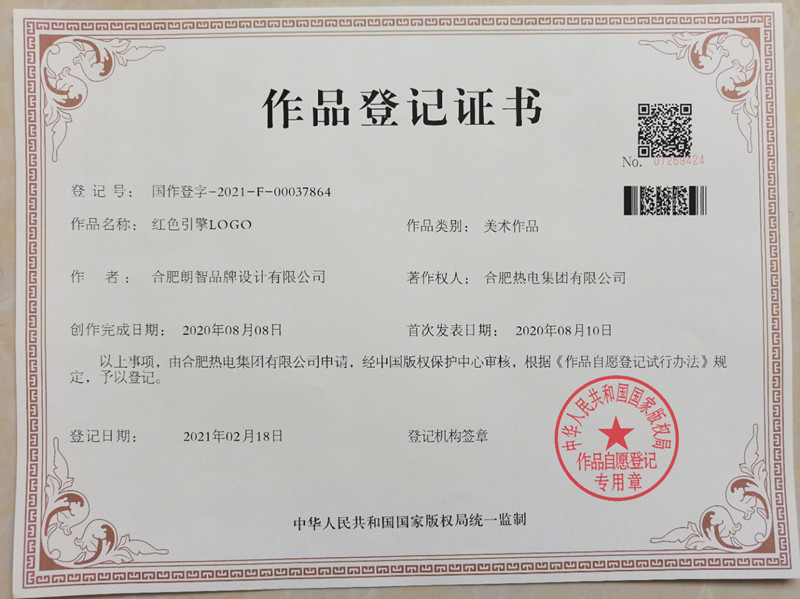 作品登记证书
No. 01269424
登 记 号： 国作登字-2021-F-00037864
作品名称： 红色引擎LOGO 作品类别： 美术作品
作 者： 合肥朗智品牌设计有限公司 著作权人： 合肥热电集团有限公司
创作完成日期： 2020年08月08日 首次发表日期： 2020年08月10日
以上事项，由合肥热电集团有限公司申请，经中国版权保护中心审核，根据《作品自愿登记试行办法》规
定，予以登记。
登记日期： 2021年02月18日 登记机构签章
中华人民共和国国家版权局
作品自愿登记
专用章
中华人民共和国国家版权局统一监制